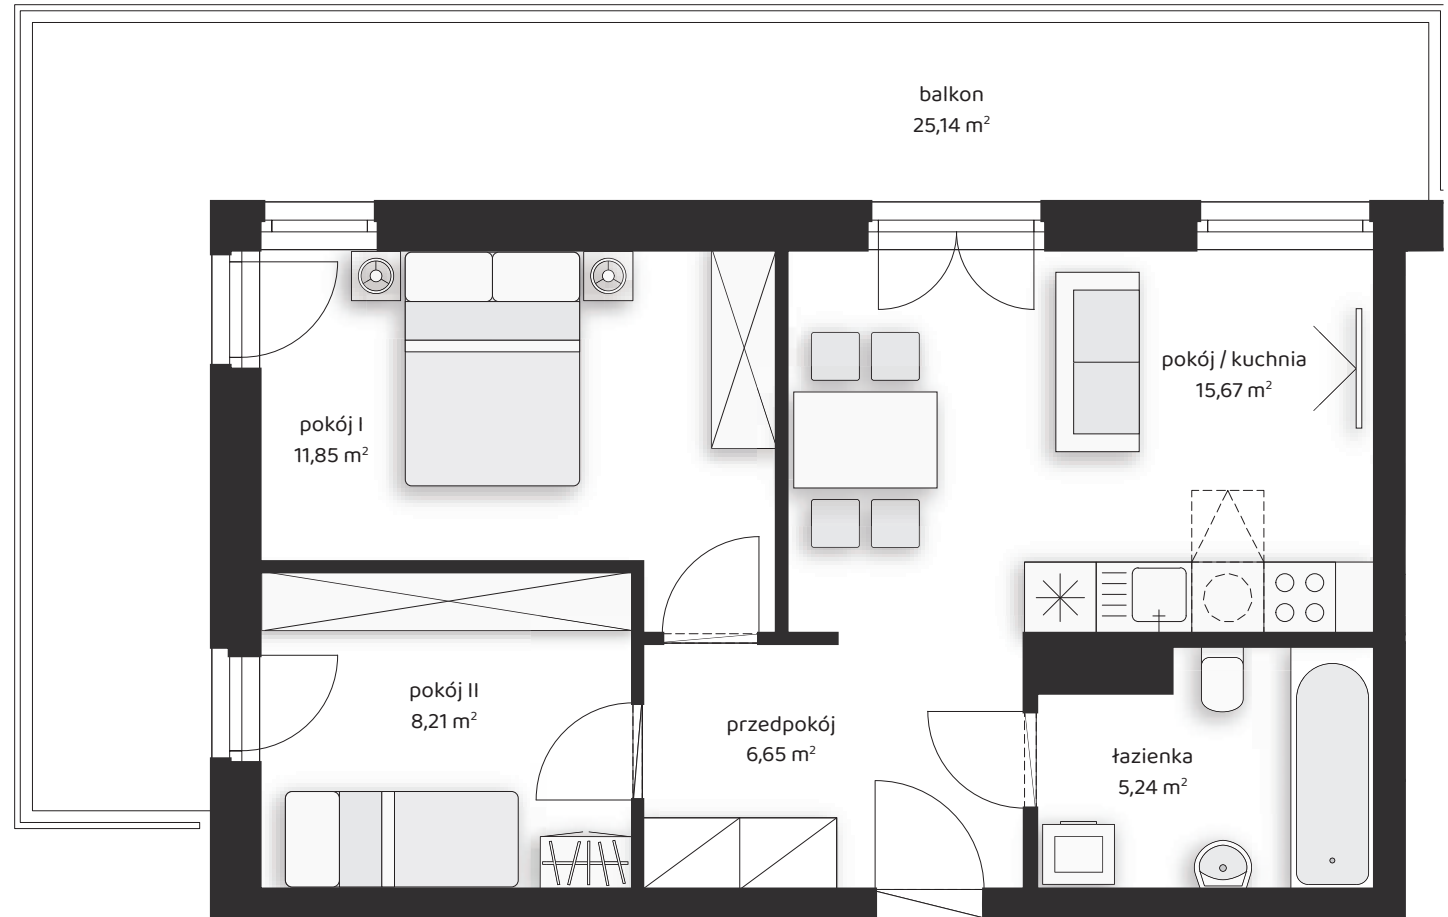 balkon
25,14 m²
pokój / kuchnia
15,67 m²
pokój I
11,85 m²
pokój II
8,21 m²
przedpokój
6,65 m²
łazienka
5,24 m²